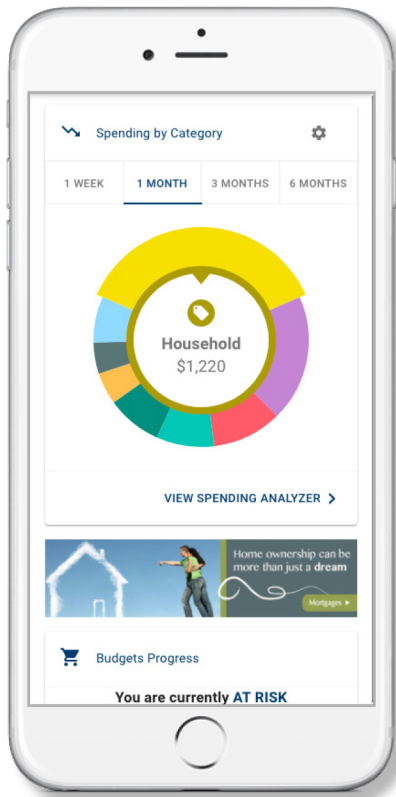 Spending by Category
1 WEEK
1 MONTH
3 MONTHS
6 MONTHS
Household
$1,220
VIEW SPENDING ANALYZER
Home ownership can be
more than just a dream
Mortgages
Budgets Progress
You are currently AT RISK